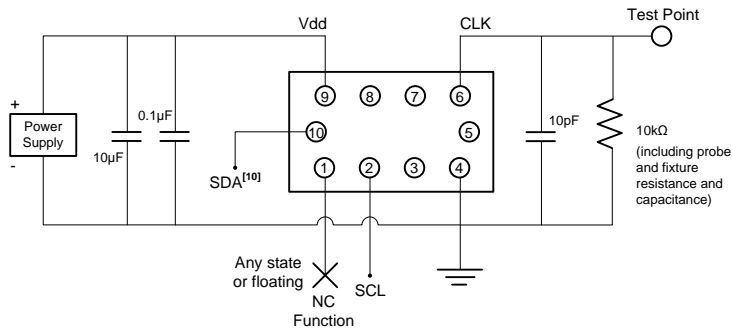 Vdd
CLK
Test Point
+
Power
Supply
-
10µF
0.1µF
9
8
7
6
10
5
1
2
3
4
SDA[10]
10pF
10kΩ
(including probe
and fixture
resistance and
capacitance)
Any state
or floating
NC
Function
SCL